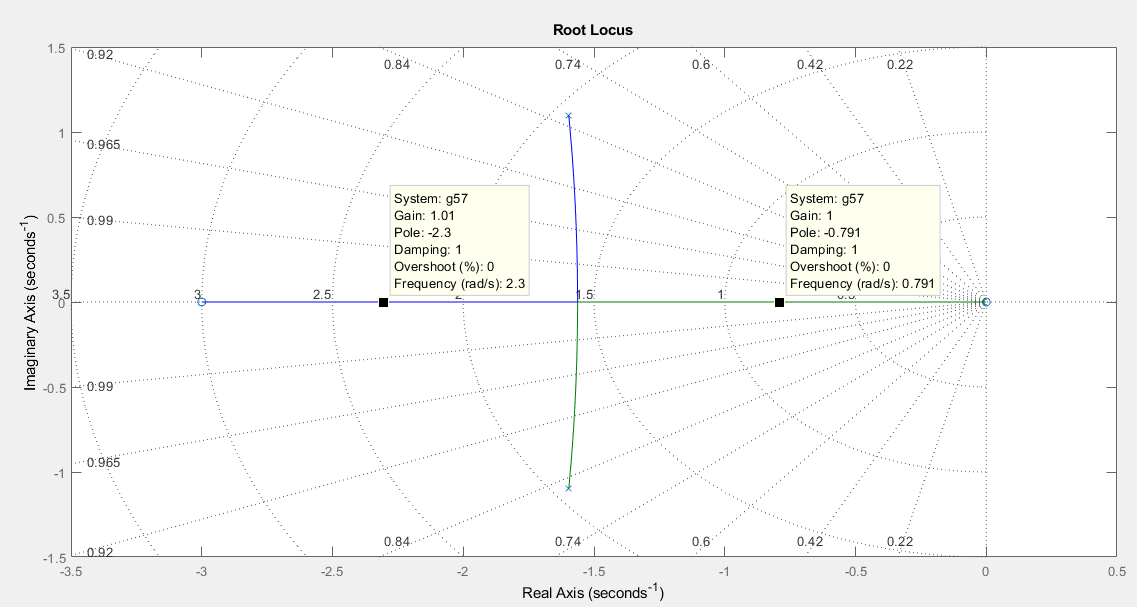 Root Locus
0.92
0.84
0.74
0.6
0.42
0.22
0.965
0.99
System: g57
Gain: 1.01
Pole: -2.3
Damping: 1
Overshoot (%): 0
Frequency (rad/s): 2.3
System: g57
Gain: 1
Pole: -0.791
Damping: 1
Overshoot (%): 0
Frequency (rad/s): 0.791
3.5
3
2.5
2
1.5
1
0.5
0.99
0.965
0.92
0.84
0.74
0.6
0.42
0.22
1.5
1
0.5
0
-0.5
-1
-1.5
Imaginary Axis (seconds-1)
-3.5
-3
-2.5
-2
-1.5
-1
-0.5
0
0.5
Real Axis (seconds-1)